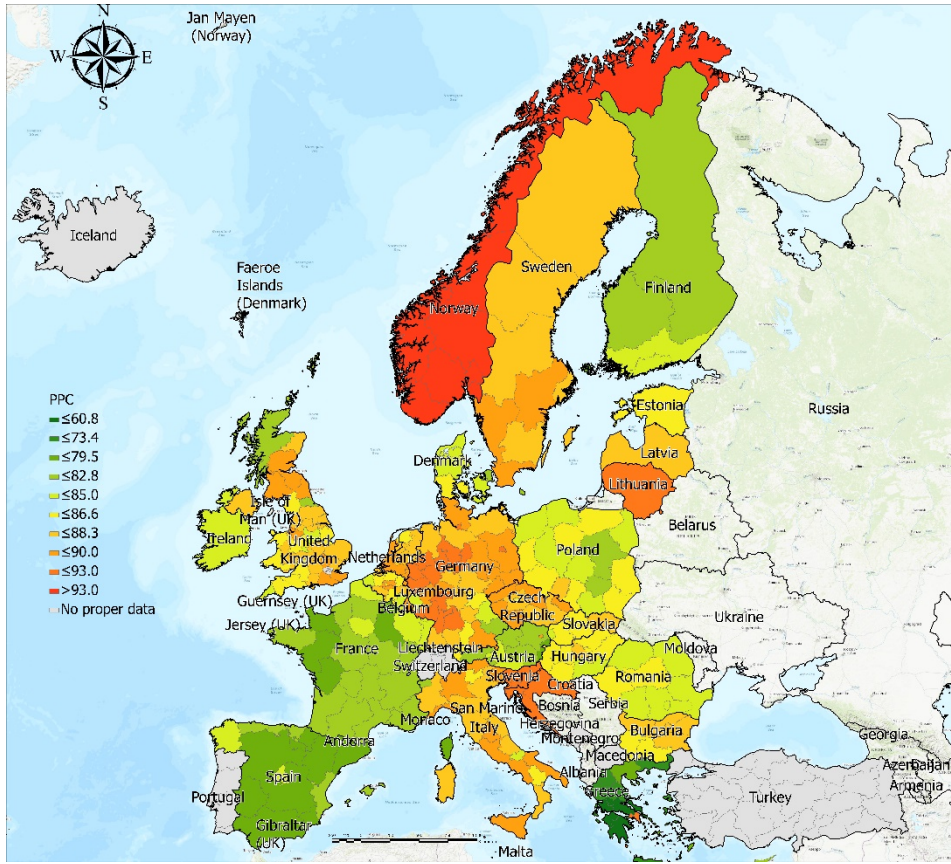 Jan Mayen
(Norway)
N
W
E
S
Iceland
Faeroe
Islands
(Denmark)
Sweden
Norway
Finland
Russia
PPC
≤60.8
≤73.4
≤79.5
≤82.8
≤85.0
≤86.6
≤88.3
≤90.0
≤93.0
>93.0
No proper data
Estonia
Latvia
Lithuania
Denmark
Belarus
Isle of
Man (UK)
Ireland
United
Kingdom
Netherlands
Germany
Poland
Guernsey (UK)
Jersey (UK)
Luxembourg
Belgium
Czech
Republic
Ukraine
Slovakia
France
Liechtenstein
Switzerland
Austria
Hungary
Moldova
Slovenia
Croatia
Romania
Monaco
San Marino
Italy
Bosnia
Herzegovina
Serbia
Montenegro
Bulgaria
Macedonia
Albania
Andorra
Spain
Portugal
Gibraltar
(UK)
Greece
Turkey
Georgia
Armenia
Malta